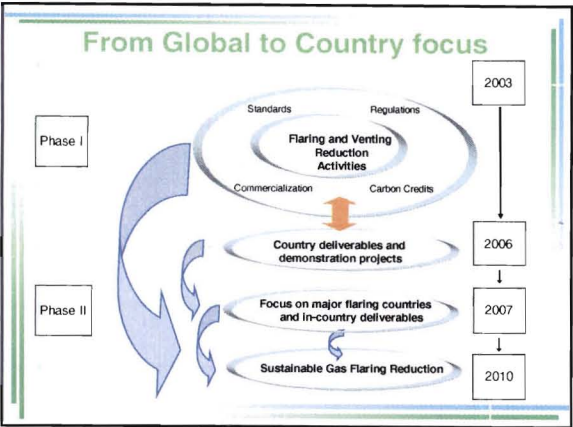 From Global to Country focus
2003
Standards
Regulations
Phase I
Flaring and Venting
Reduction
Activities
Commercialization
Carbon Credits
Country deliverables and
demonstration projects
2006
Phase II
Focus on major flaring countries
and in-country deliverables
2007
Sustainable Gas Flaring Reduction
2010